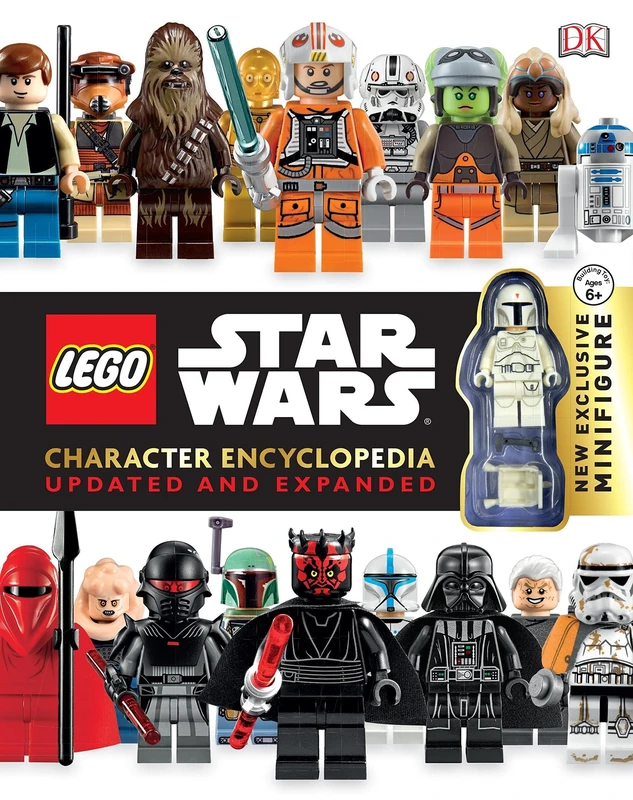 DK
LEGO
STAR
WARS®
CHARACTER ENCYCLOPEDIA
UPDATED AND EXPANDED
Building Toy:
Ages
6+
NEW EXCLUSIVE
MINIFIGURE